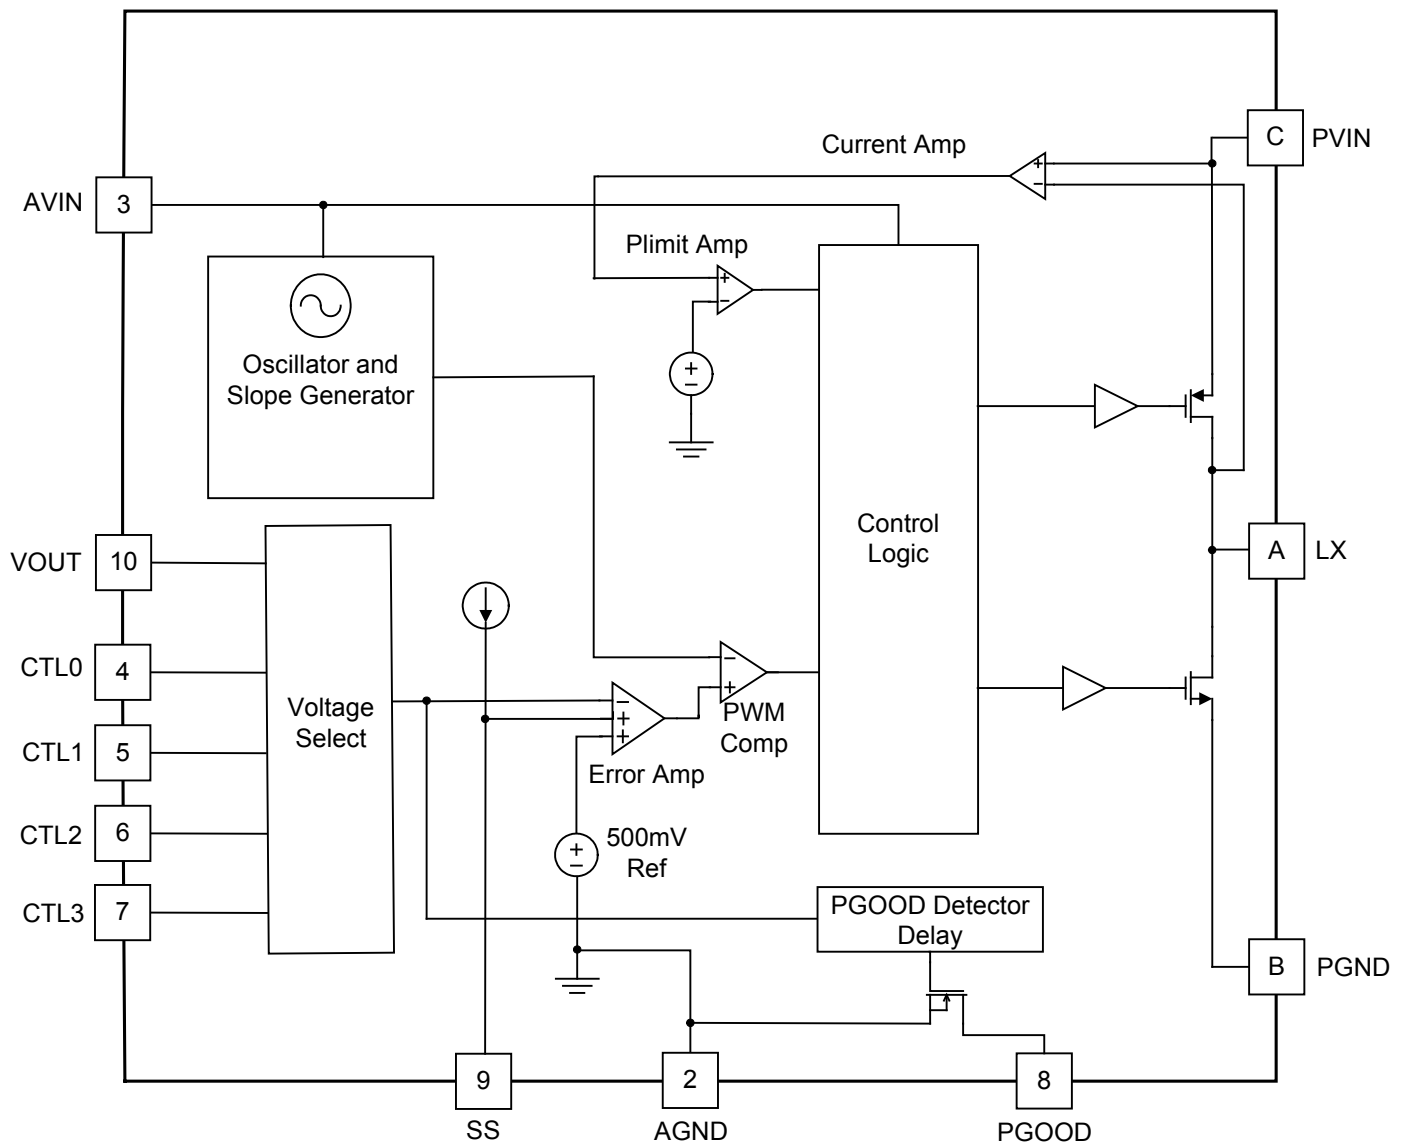 C PVIN
Current Amp
+
−
AVIN 3
Plimit Amp
+
−
Oscillator and
Slope Generator
+
−
Control
Logic
VOUT 10
A LX
CTL0 4
−
+
PWM
Comp
Voltage
Select
−
+
+
Error Amp
CTL1 5
CTL2 6
+
−
500mV
Ref
CTL3 7
PGOOD Detector
Delay
B PGND
9
SS
2
AGND
8
PGOOD